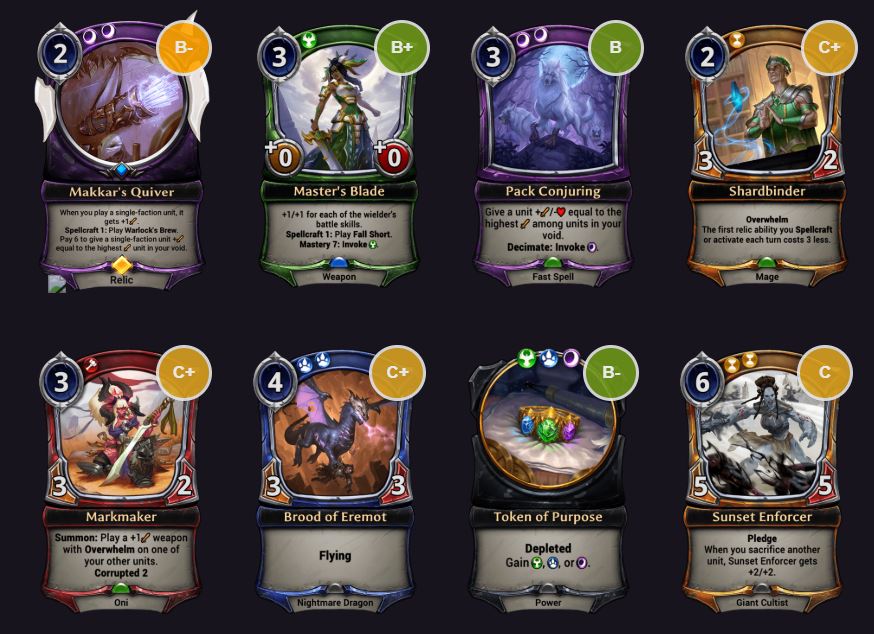 2
B-
Makkar's Quiver
When you play a single-faction unit, it
gets +1.
Spellcraft 1: Play Warlock's Brew.
Pay 6 to give a single-faction unit +
equal to the highest unit in your void.
Relic
3
B+
+0
+0
Master's Blade
+1/+1 for each of the wielder's
battle skills.
Spellcraft 1: Play Fall Short.
Mastery 7: Invoke .
Weapon
3
B
Pack Conjuring
Give a unit +/- equal to the
highest among units in your
void.
Decimate: Invoke .
Fast Spell
2
C+
3
2
Shardbinder
Overwhelm
The first relic ability you Spellcraft
or activate each turn costs 3 less.
Mage
3
C+
3
2
Markmaker
Summon: Play a +1 weapon
with Overwhelm on one of
your other units.
Corrupted 2
Oni
4
C+
3
3
Brood of Eremot
Flying
Nightmare Dragon
B-
Token of Purpose
Depleted
Gain , , or .
Power
6
C
5
5
Sunset Enforcer
Pledge
When you sacrifice another
unit, Sunset Enforcer gets
+2/+2.
Giant Cultist